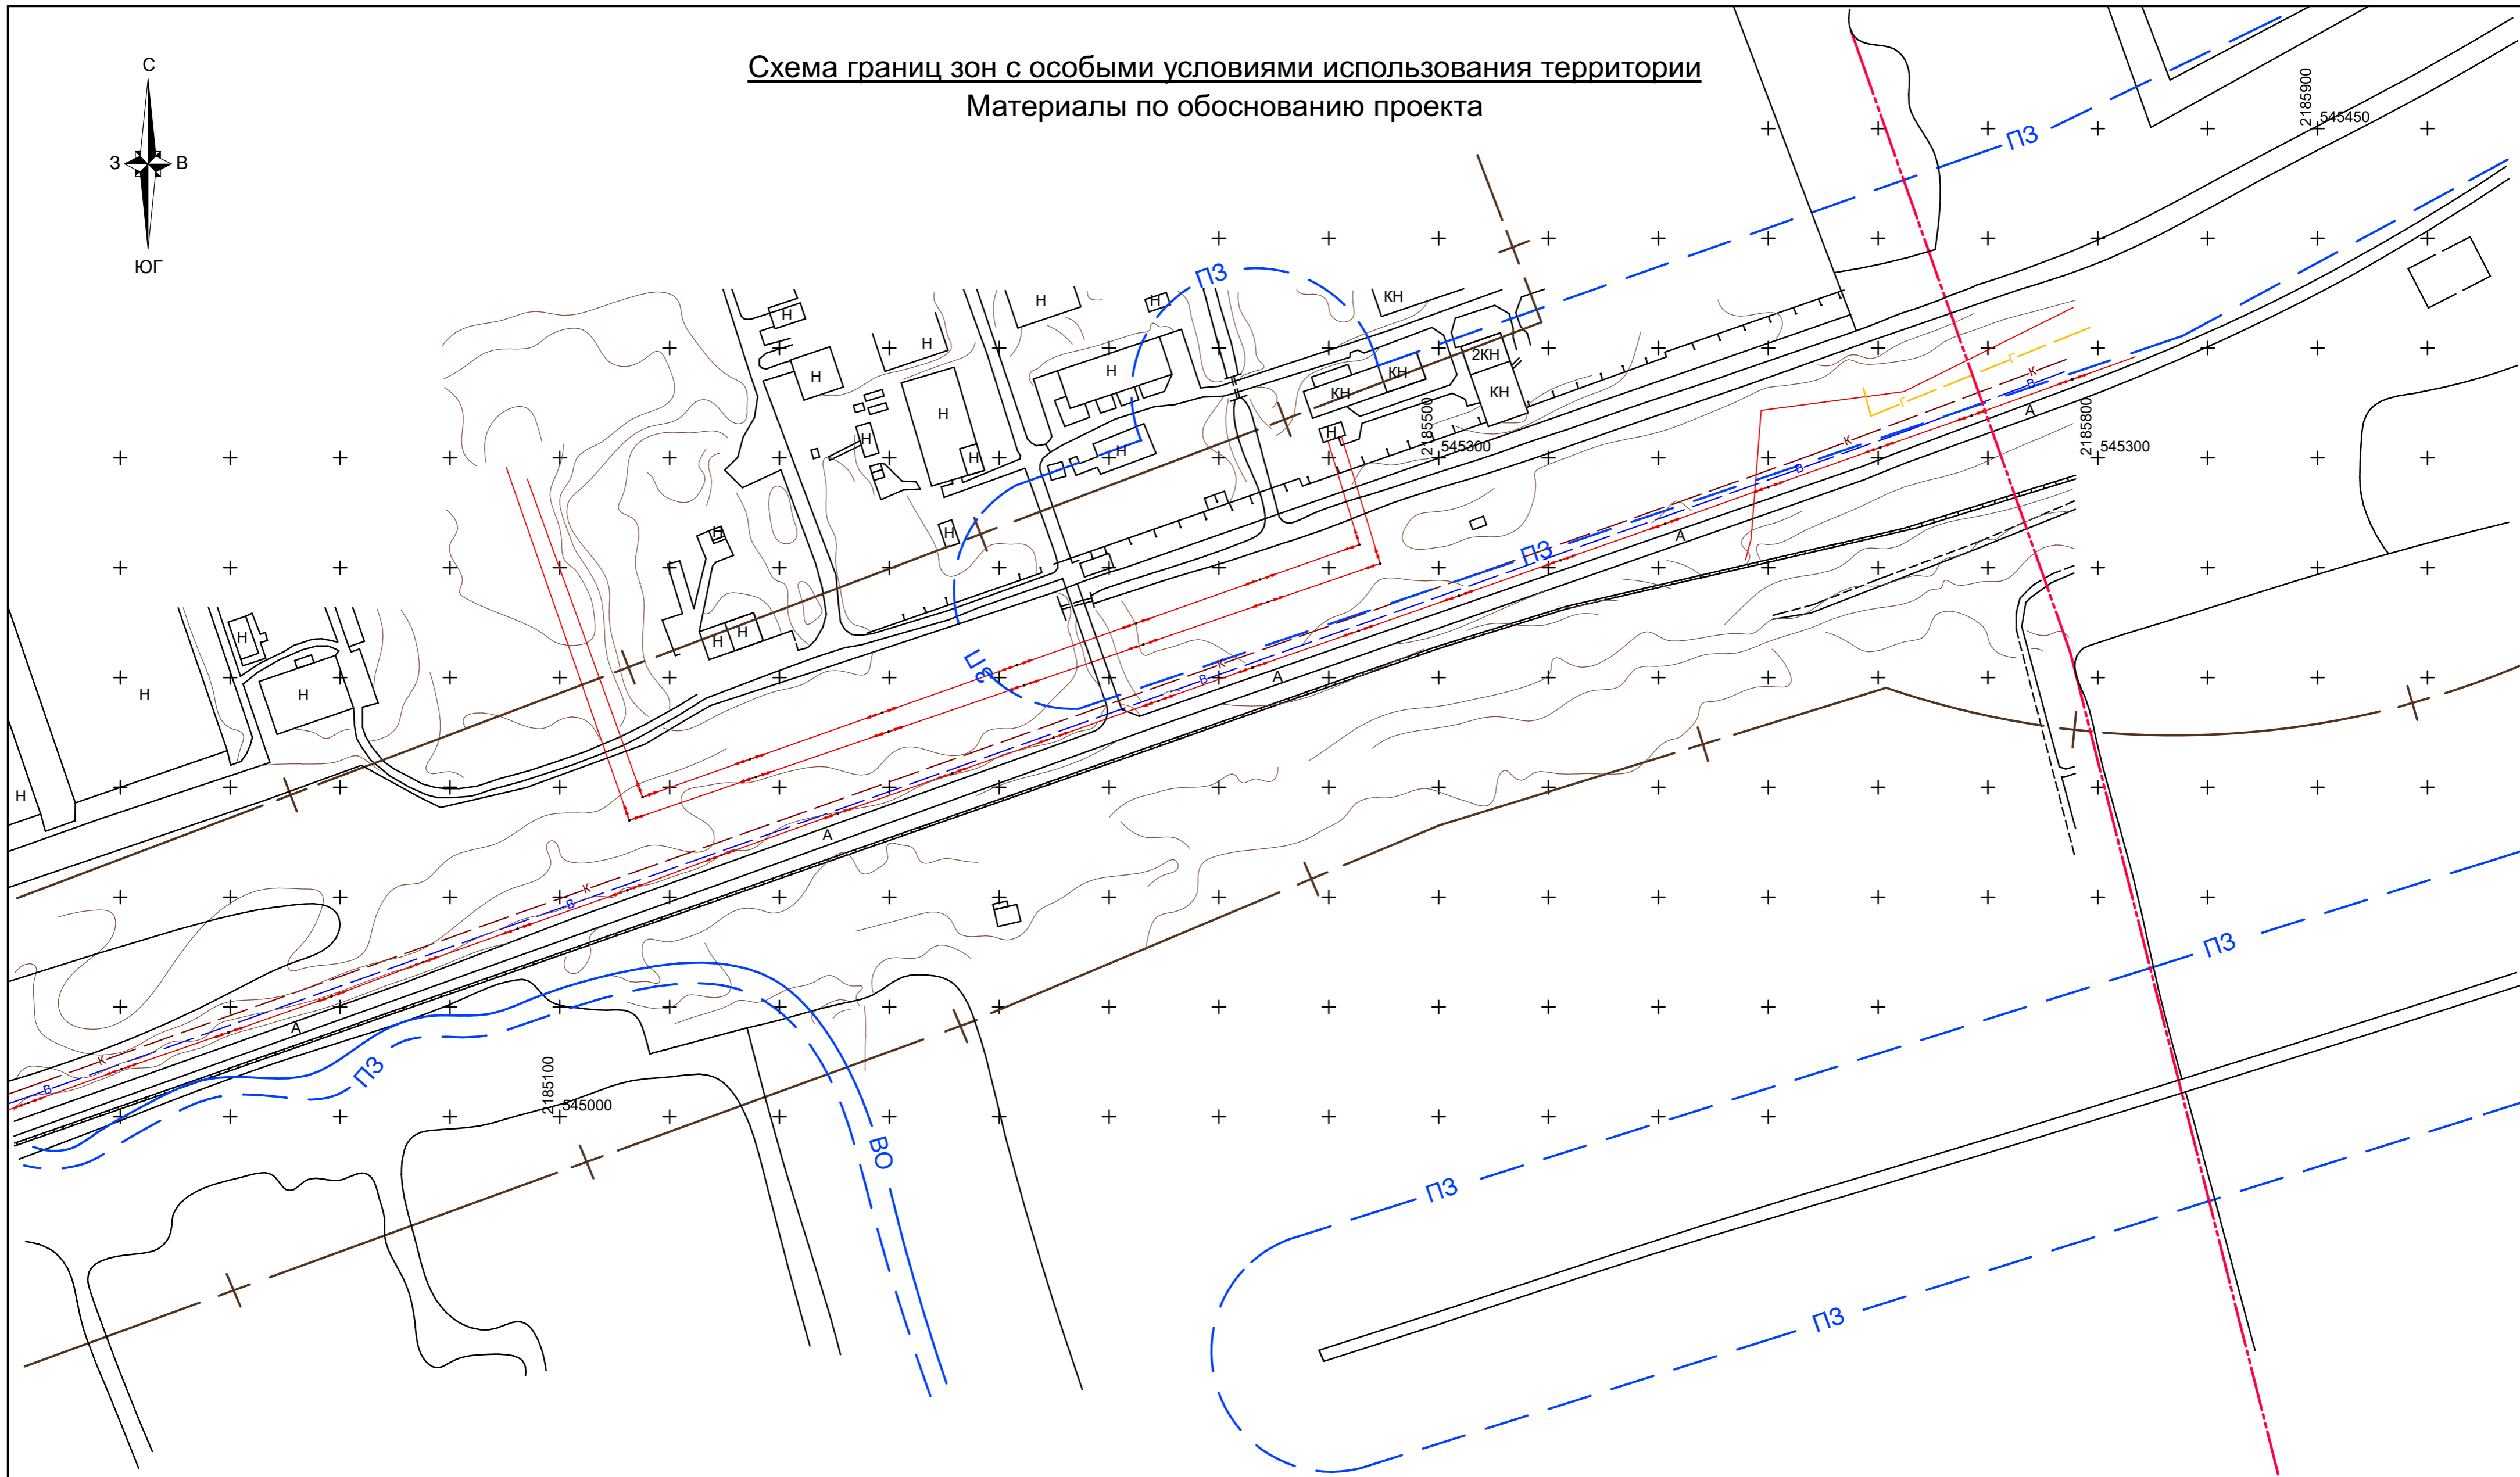 Схема границ зон с особыми условиями использования территории
Материалы по обоснованию проекта
С
З
В
ЮГ
2185900
545450
ПЗ
ПЗ
Н
Н
Н
Н
КН
Н
Н
Н
2КН
КН
КН
КН
К
В
Г
Г
А
Н
Н
Н
Н
Н
2185500
545300
2185800
545300
К
В
Н
Н
ПЗ
А
Н
Н
Н
Н
Н
Н
ПЗ
К
В
А
Н
А
К
В
ПЗ
А
К
В
ПЗ
2185100
545000
ВО
ПЗ
ПЗ